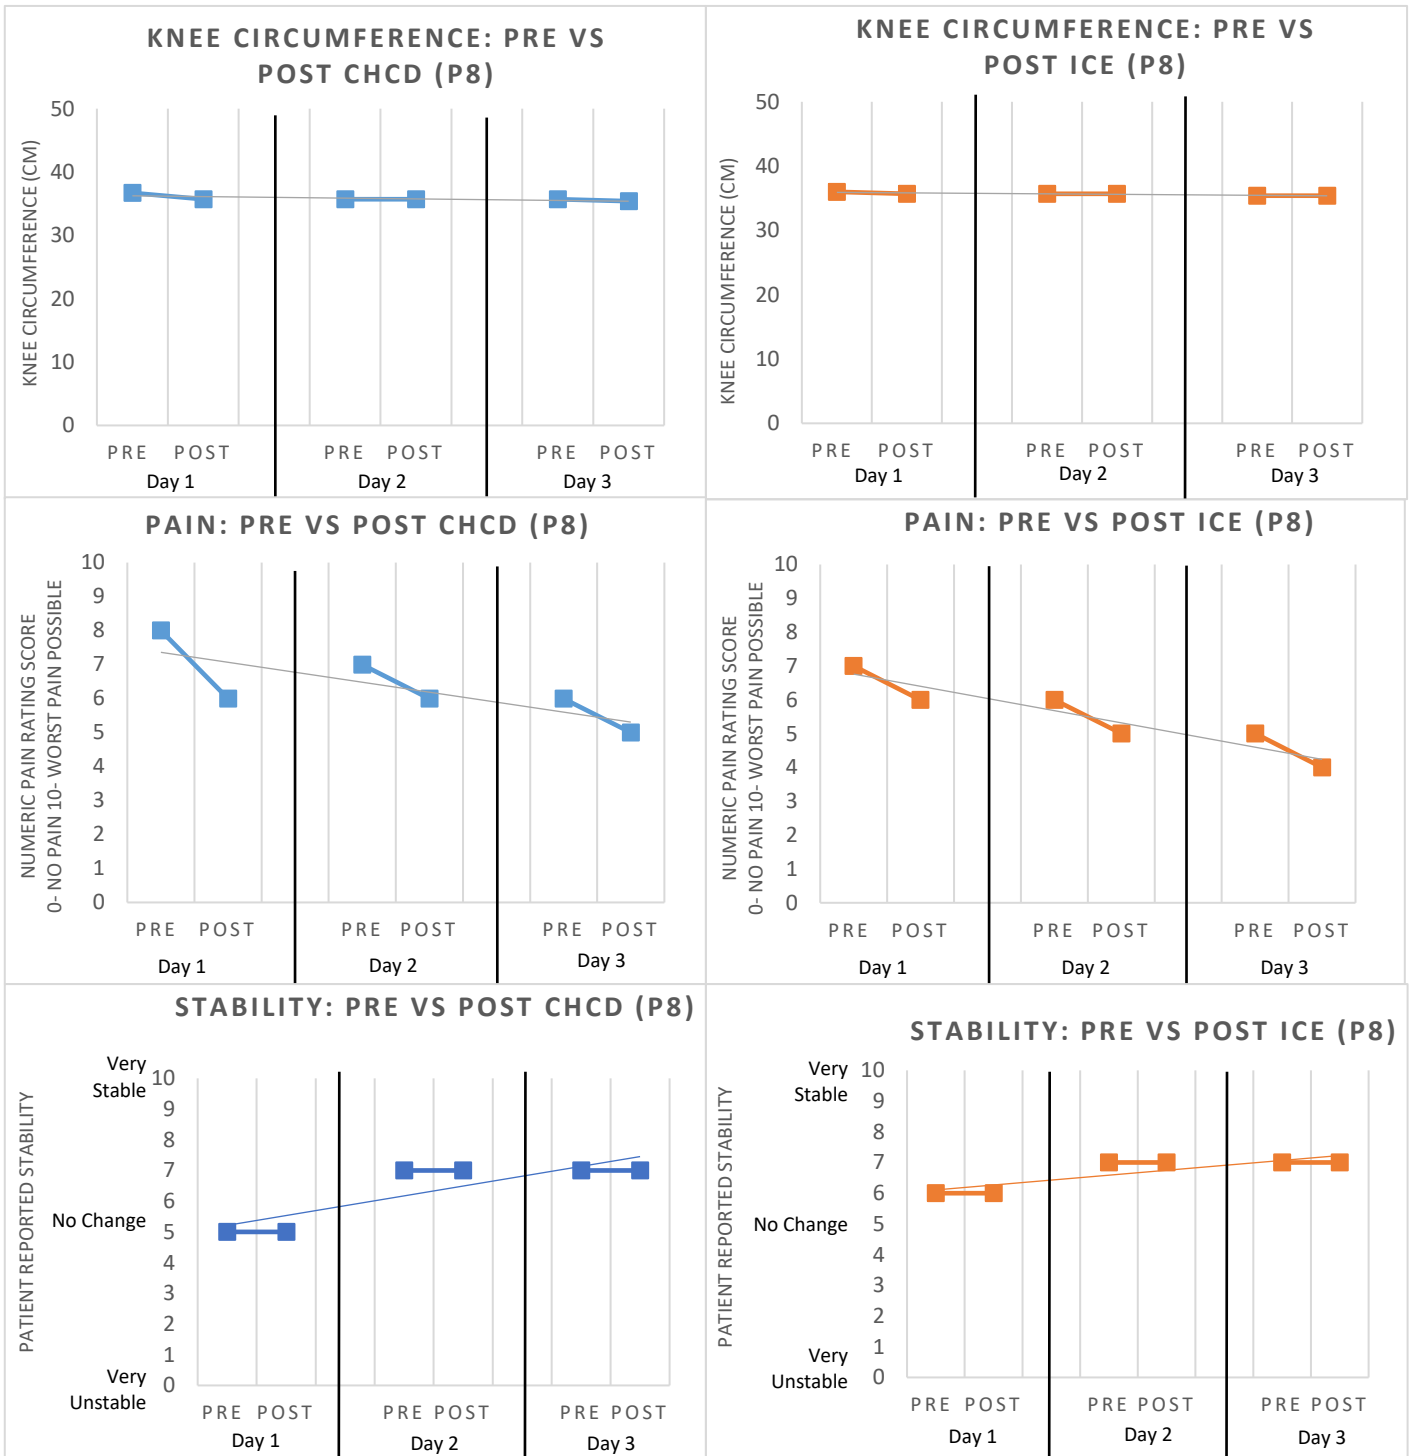 KNEE CIRCUMFERENCE: PRE VS
POST CHCD (P8)
KNEE CIRCUMFERENCE (CM)
50
40
30
20
10
0
PRE POST PRE POST PRE POST
Day 1 Day 2 Day 3
KNEE CIRCUMFERENCE: PRE VS
POST ICE (P8)
KNEE CIRCUMFERENCE (CM)
50
40
30
20
10
0
PRE POST PRE POST PRE POST
Day 1 Day 2 Day 3
PAIN: PRE VS POST CHCD (P8)
NUMERIC PAIN RATING SCORE
0- NO PAIN 10- WORST PAIN POSSIBLE
10
9
8
7
6
5
4
3
2
1
0
PRE POST PRE POST PRE POST
Day 1 Day 2 Day 3
PAIN: PRE VS POST ICE (P8)
NUMERIC PAIN RATING SCORE
0- NO PAIN 10- WORST PAIN POSSIBLE
10
9
8
7
6
5
4
3
2
1
0
PRE POST PRE POST PRE POST
Day 1 Day 2 Day 3
STABILITY: PRE VS POST CHCD (P8)
PATIENT REPORTED STABILITY
Very
Stable
No Change
Very
Unstable
10
9
8
7
6
5
4
3
2
1
0
PRE POST PRE POST PRE POST
Day 1 Day 2 Day 3
STABILITY: PRE VS POST ICE (P8)
PATIENT REPORTED STABILITY
Very
Stable
No Change
Very
Unstable
10
9
8
7
6
5
4
3
2
1
0
PRE POST PRE POST PRE POST
Day 1 Day 2 Day 3